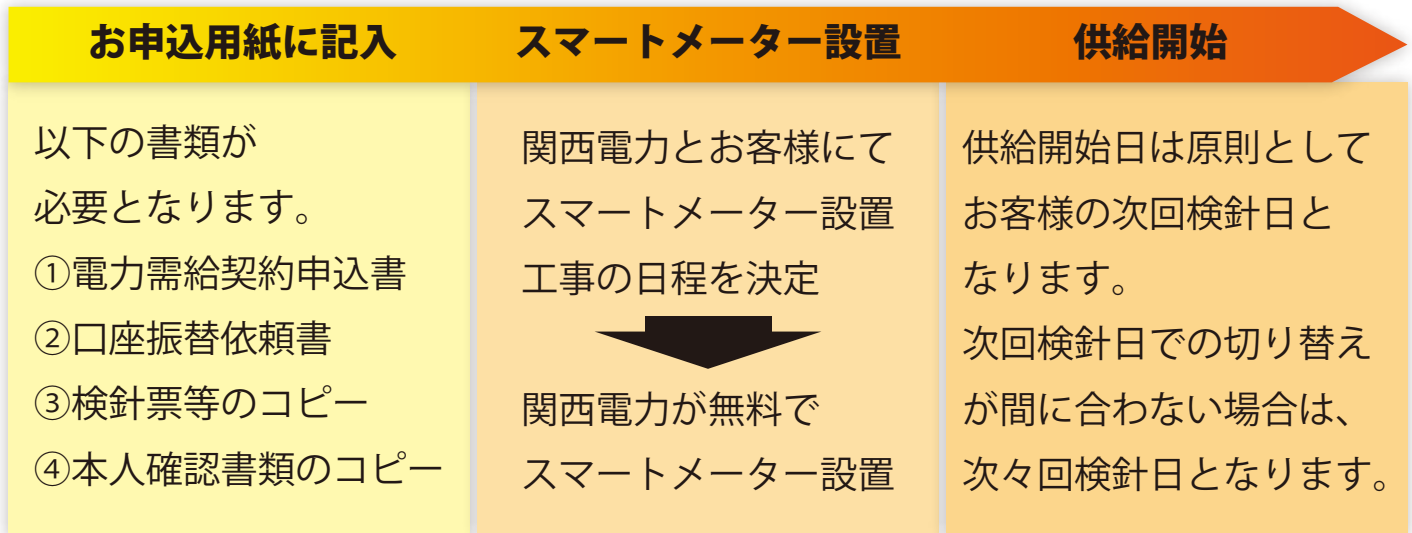 お申込用紙に記入
スマートメーター設置
供給開始
以下の書類が
必要となります。
①電力需給契約申込書
②口座振替依頼書
③検針票等のコピー
④本人確認書類のコピー
関西電力とお客様にて
スマートメーター設置
工事の日程を決定
関西電力が無料で
スマートメーター設置
供給開始日は原則として
お客様の次回検針日と
なります。
次回検針日での切り替え
が間に合わない場合は、
次々回検針日となります。